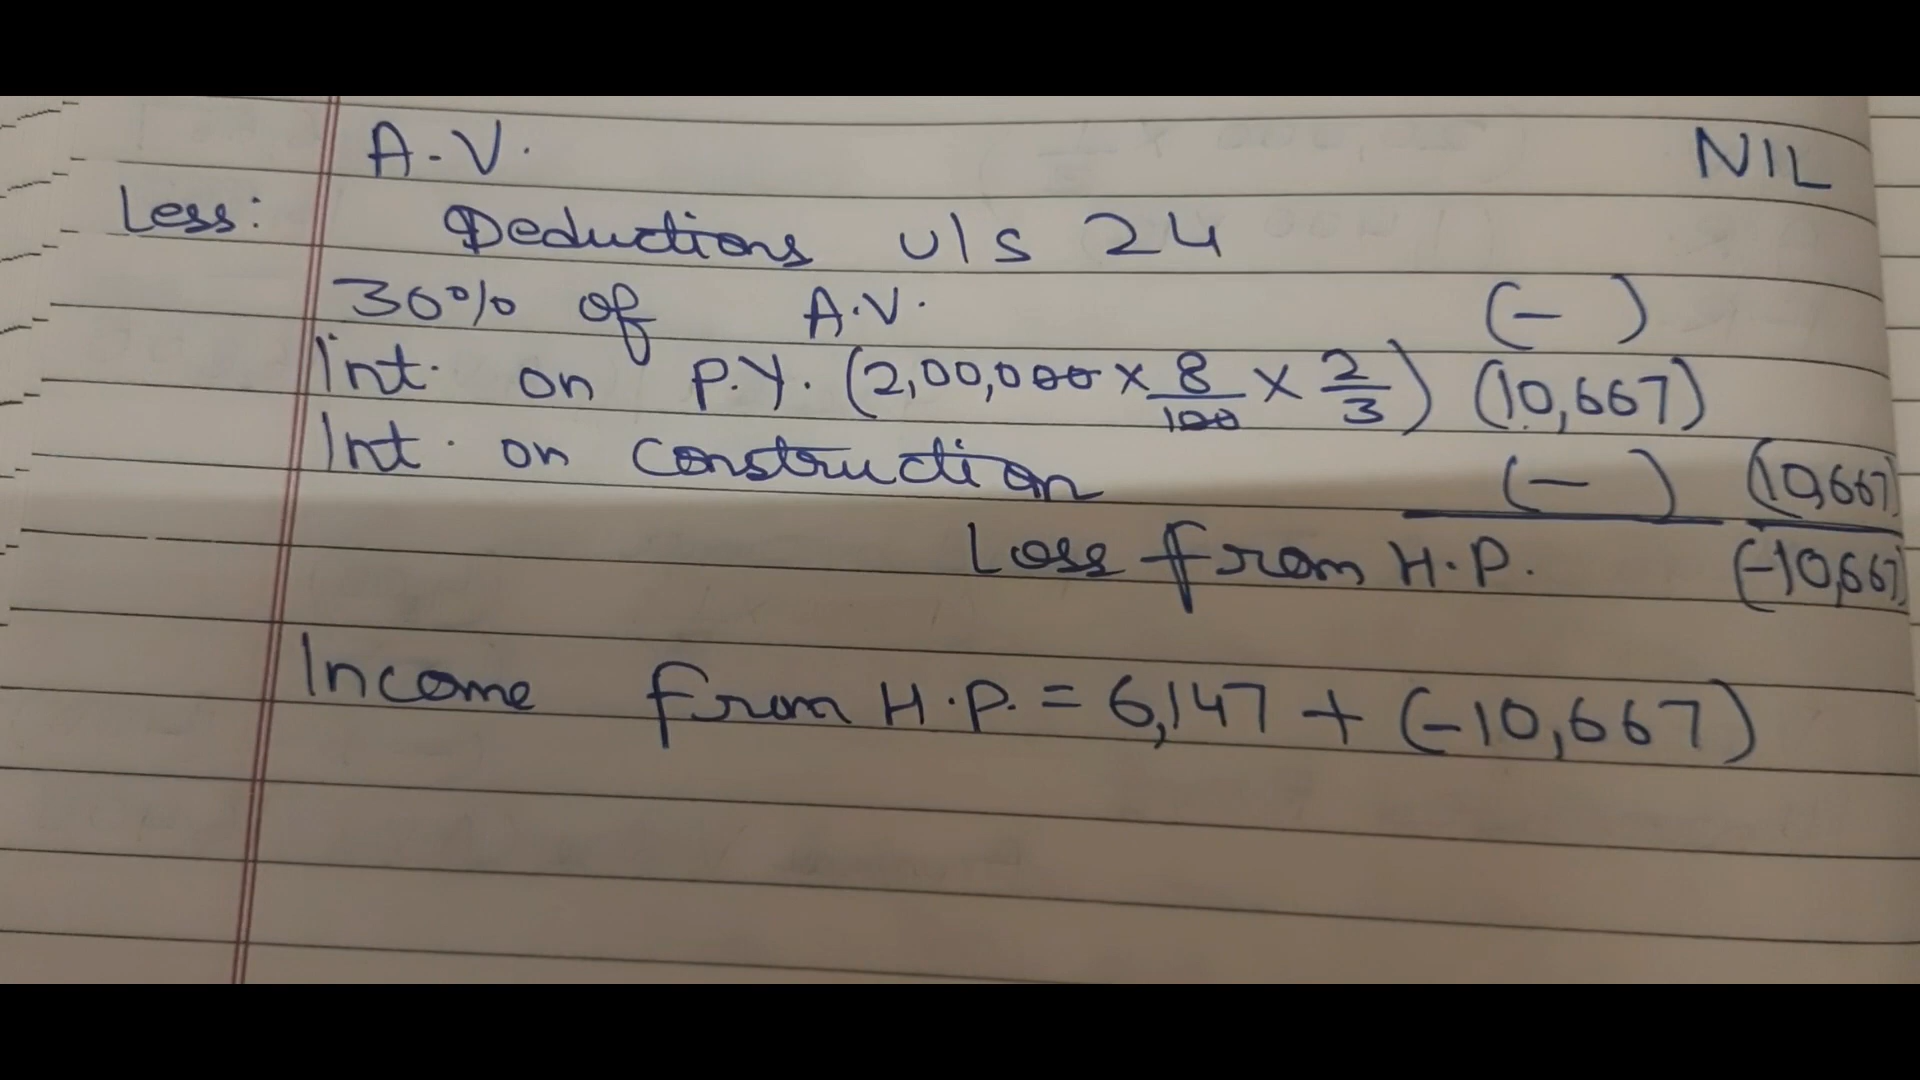 A.V. NIL
Less: Deductions u/s 24
30% of A.V. (-)
Int. on P.Y. (2,00,000 × 8/100 × 2/3) (10,667)
Int. on construction (-) (10,667)
Loss from H.P. (-10,667)
Income from H.P. = 6,147 + (-10,667)